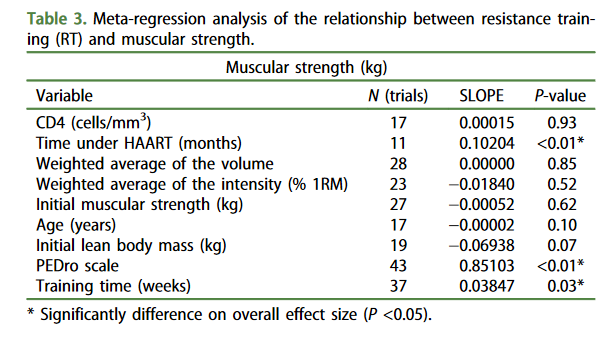 Table 3. Meta-regression analysis of the relationship between resistance train-
ing (RT) and muscular strength.
Muscular strength (kg)
Variable N (trials) SLOPE P-value
CD4 (cells/mm³) 17 0.00015 0.93
Time under HAART (months) 11 0.10204 <0.01*
Weighted average of the volume 28 0.00000 0.85
Weighted average of the intensity (% 1RM) 23 −0.01840 0.52
Initial muscular strength (kg) 27 −0.00052 0.62
Age (years) 17 −0.00002 0.10
Initial lean body mass (kg) 19 −0.06938 0.07
PEDro scale 43 0.85103 <0.01*
Training time (weeks) 37 0.03847 0.03*
* Significantly difference on overall effect size (P <0.05).